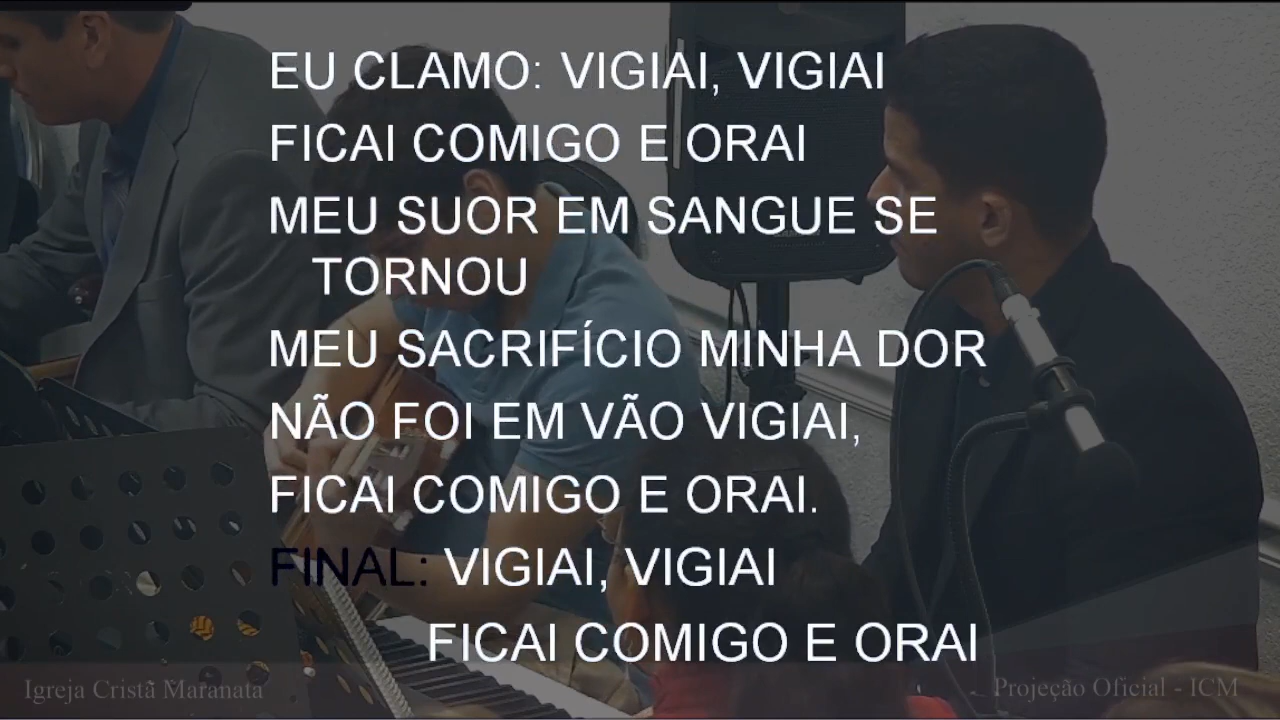 EU CLAMO: VIGIAI, VIGIAI
FICAI COMIGO E ORAI
MEU SUOR EM SANGUE SE
TORNOU
MEU SACRIFÍCIO MINHA DOR
NÃO FOI EM VÃO VIGIAI,
FICAI COMIGO E ORAI.
FINAL: VIGIAI, VIGIAI
FICAI COMIGO E ORAI
Igreja Cristã Maranata
Projeção Oficial - ICM